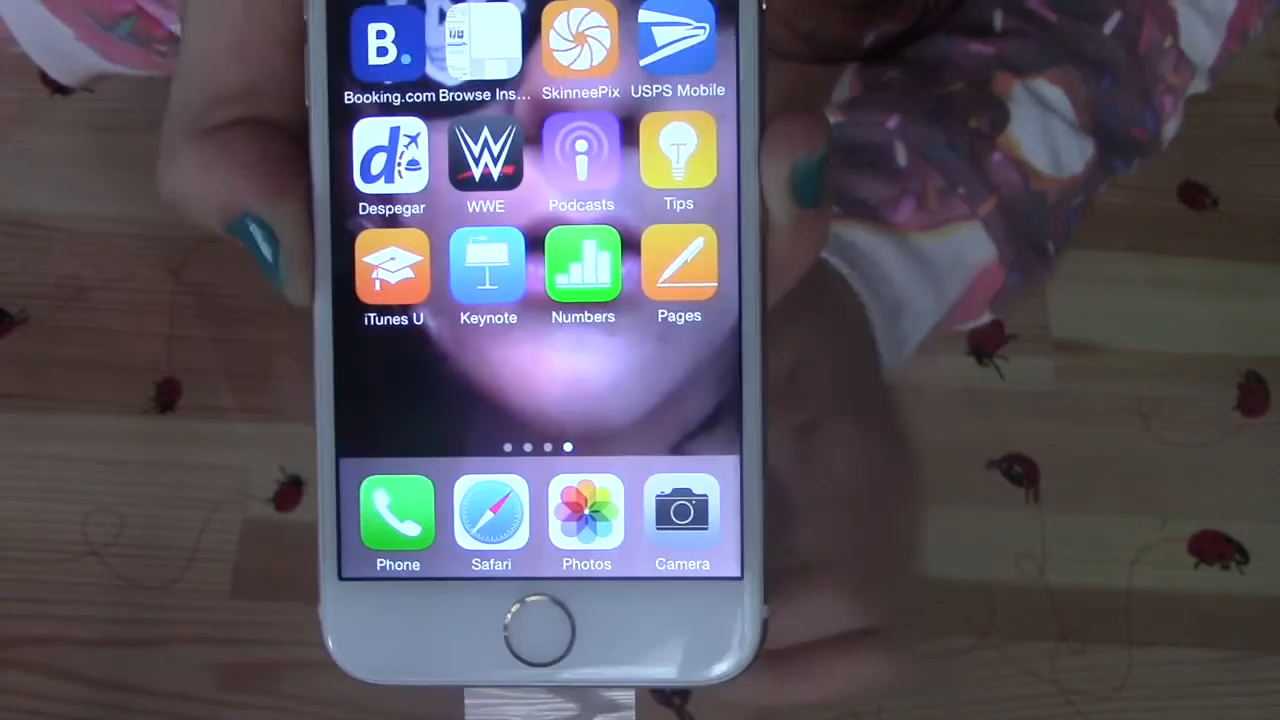 B.
Booking.com Browse Ins... SkinneePix USPS Mobile
d W
Despegar WWE Podcasts Tips
iTunes U Keynote Numbers Pages
Phone Safari Photos Camera